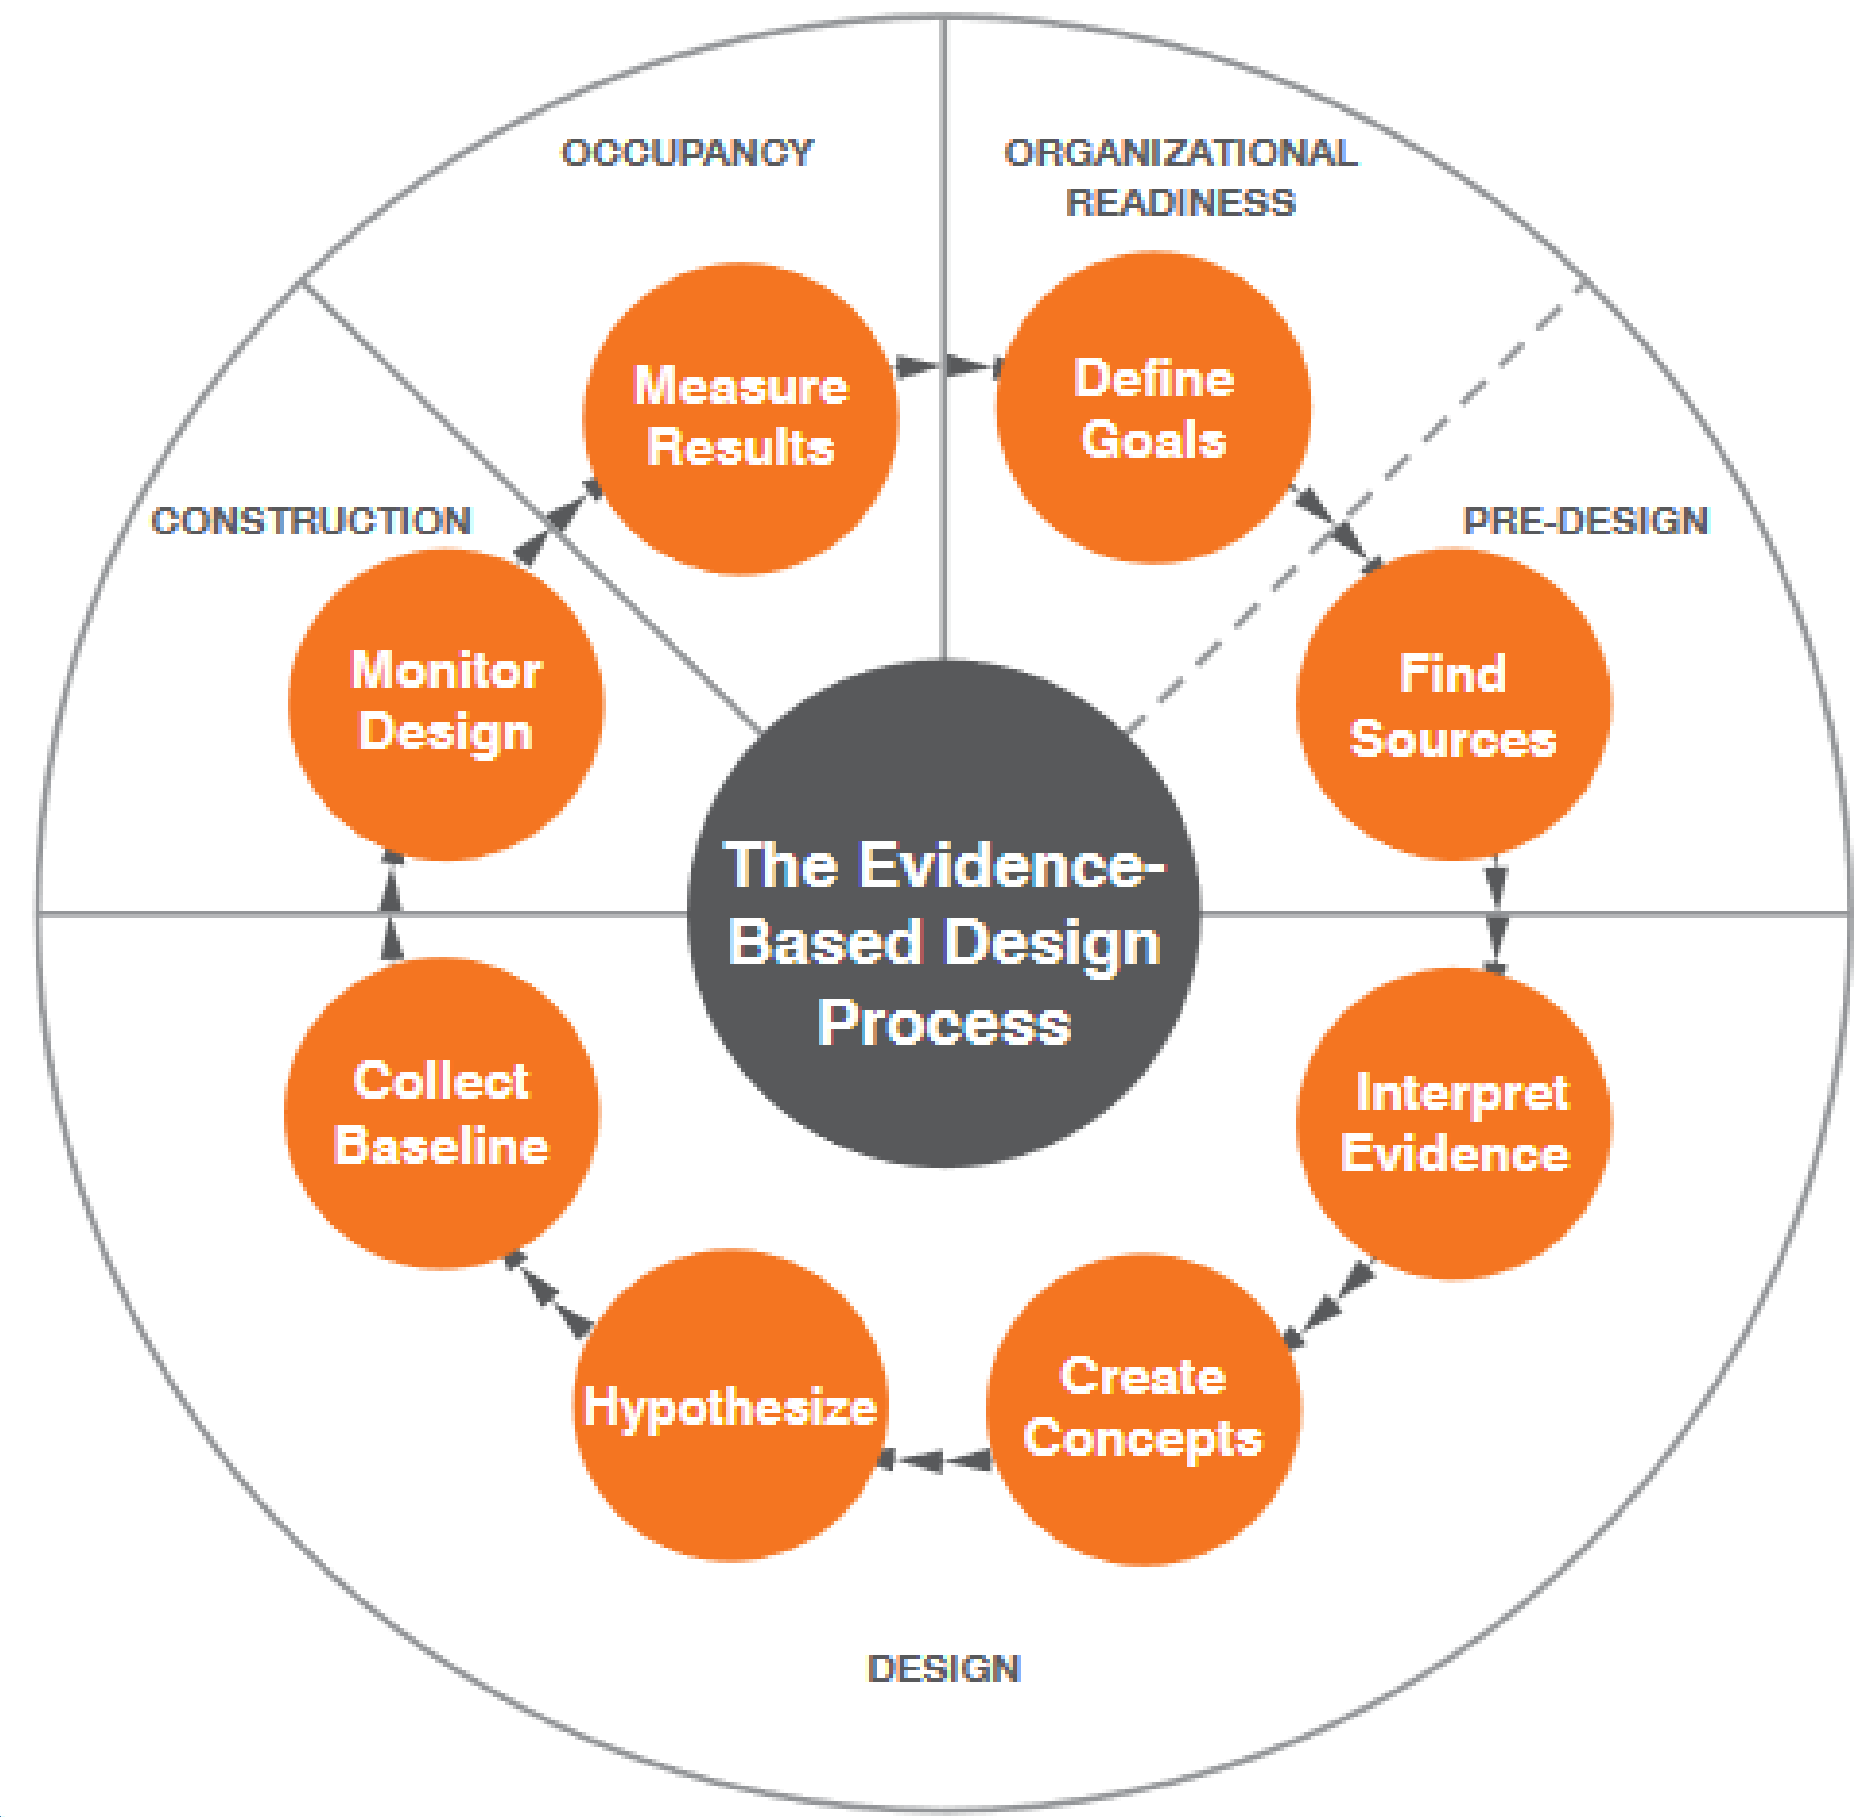 OCCUPANCY
ORGANIZATIONAL
READINESS
Measure
Results
Define
Goals
CONSTRUCTION
PRE-DESIGN
Monitor
Design
Find
Sources
The Evidence-
Based Design
Process
Collect
Baseline
Interpret
Evidence
Hypothesize
Create
Concepts
DESIGN